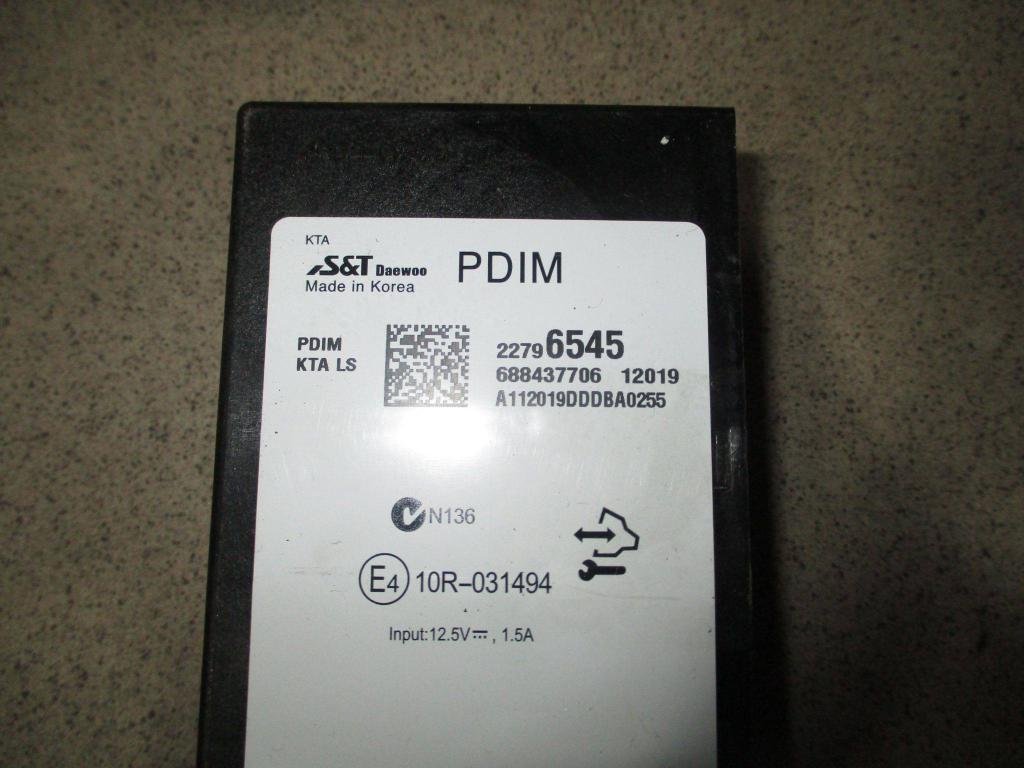 KTA
S&T Daewoo PDIM
Made in Korea
PDIM
KTA LS
22796545
688437706 12019
A112019DDDBA0255
N136
E4 10R-031494
Input:12.5V⎓, 1.5A